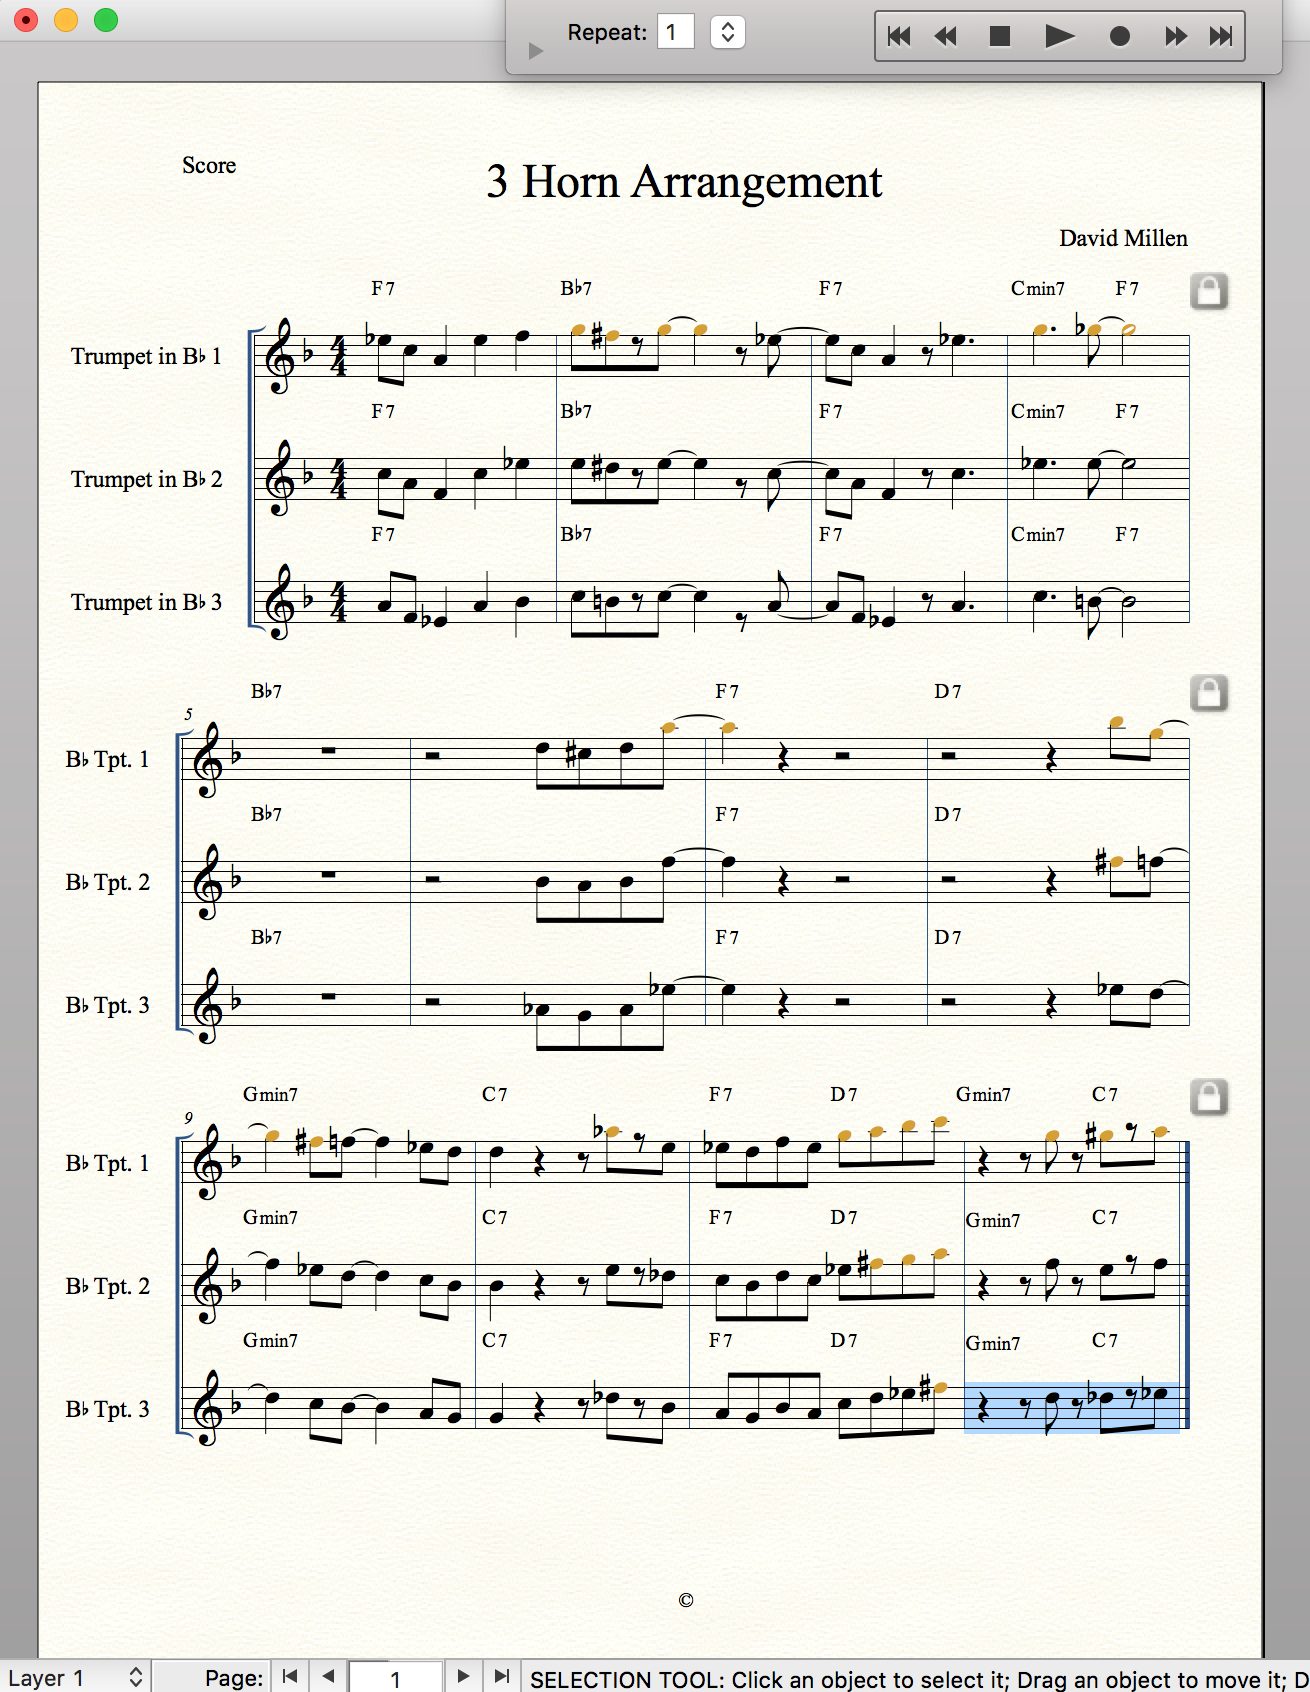 Repeat: 1
Score
3 Horn Arrangement
David Millen
F7 B♭7 F7 Cmin7 F7
Trumpet in B♭ 1
F7 B♭7 F7 Cmin7 F7
Trumpet in B♭ 2
F7 B♭7 F7 Cmin7 F7
Trumpet in B♭ 3
B♭7 F7 D7
5
B♭ Tpt. 1
B♭7 F7 D7
B♭ Tpt. 2
B♭7 F7 D7
B♭ Tpt. 3
Gmin7 C7 F7 D7 Gmin7 C7
9
B♭ Tpt. 1
Gmin7 C7 F7 D7 Gmin7 C7
B♭ Tpt. 2
Gmin7 C7 F7 D7 Gmin7 C7
B♭ Tpt. 3
©
Layer 1 Page: 1 SELECTION TOOL: Click an object to select it; Drag an object to move it; D